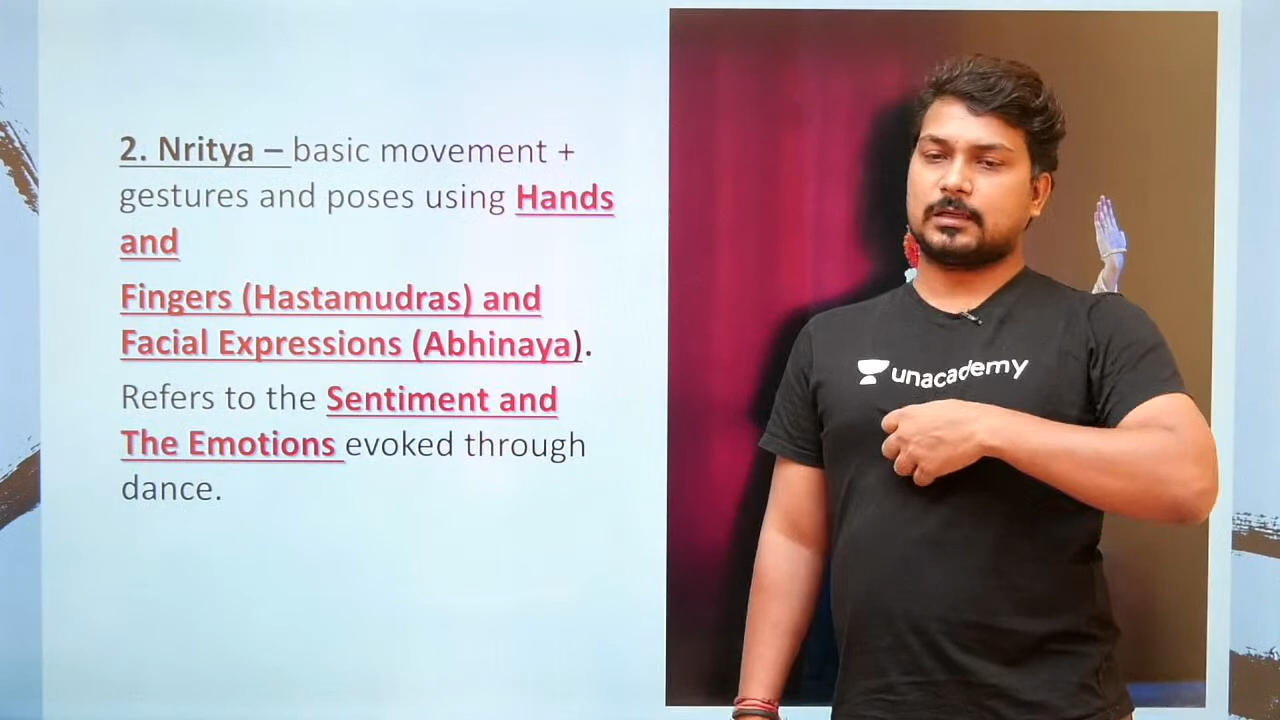 2. Nritya – basic movement +
gestures and poses using Hands
and
Fingers (Hastamudras) and
Facial Expressions (Abhinaya).
Refers to the Sentiment and
The Emotions evoked through
dance.
unacademy